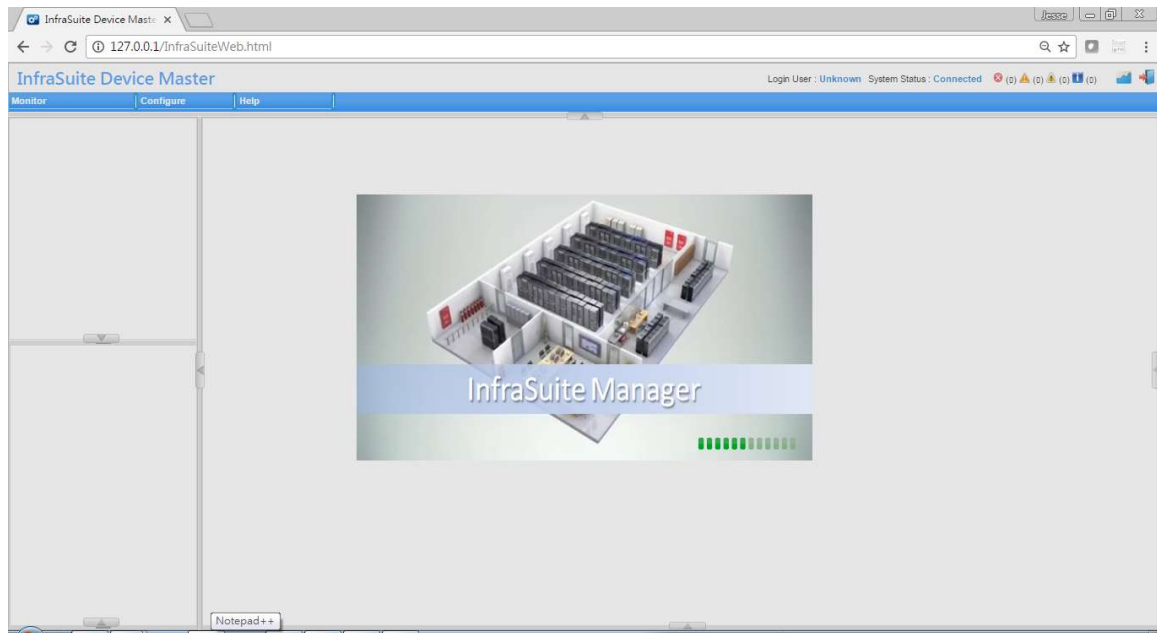 InfraSuite Device Maste
Jesse
127.0.0.1/InfraSuiteWeb.html
InfraSuite Device Master
Login User : Unknown System Status : Connected (0) (0) (0) (0)
Monitor Configure Help
InfraSuite Manager
Notepad++